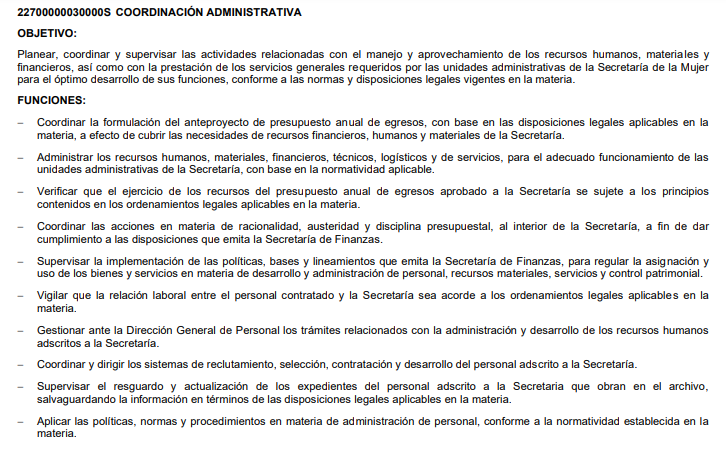 22700000030000S COORDINACIÓN ADMINISTRATIVA
OBJETIVO:
Planear, coordinar y supervisar las actividades relacionadas con el manejo y aprovechamiento de los recursos humanos, materiales y
financieros, así como con la prestación de los servicios generales requeridos por las unidades administrativas de la Secretaría de la Mujer
para el óptimo desarrollo de sus funciones, conforme a las normas y disposiciones legales vigentes en la materia.
FUNCIONES:
– Coordinar la formulación del anteproyecto de presupuesto anual de egresos, con base en las disposiciones legales aplicables en la
materia, a efecto de cubrir las necesidades de recursos financieros, humanos y materiales de la Secretaría.
– Administrar los recursos humanos, materiales, financieros, técnicos, logísticos y de servicios, para el adecuado funcionamiento de las
unidades administrativas de la Secretaría, con base en la normatividad aplicable.
– Verificar que el ejercicio de los recursos del presupuesto anual de egresos aprobado a la Secretaría se sujete a los principios
contenidos en los ordenamientos legales aplicables en la materia.
– Coordinar las acciones en materia de racionalidad, austeridad y disciplina presupuestal, al interior de la Secretaría, a fin de dar
cumplimiento a las disposiciones que emita la Secretaría de Finanzas.
– Supervisar la implementación de las políticas, bases y lineamientos que emita la Secretaría de Finanzas, para regular la asignación y
uso de los bienes y servicios en materia de desarrollo y administración de personal, recursos materiales, servicios y control patrimonial.
– Vigilar que la relación laboral entre el personal contratado y la Secretaría sea acorde a los ordenamientos legales aplicables en la
materia.
– Gestionar ante la Dirección General de Personal los trámites relacionados con la administración y desarrollo de los recursos humanos
adscritos a la Secretaría.
– Coordinar y dirigir los sistemas de reclutamiento, selección, contratación y desarrollo del personal adscrito a la Secretaría.
– Supervisar el resguardo y actualización de los expedientes del personal adscrito a la Secretaria que obran en el archivo,
salvaguardando la información en términos de las disposiciones legales aplicables en la materia.
– Aplicar las políticas, normas y procedimientos en materia de administración de personal, conforme a la normatividad establecida en la
materia.